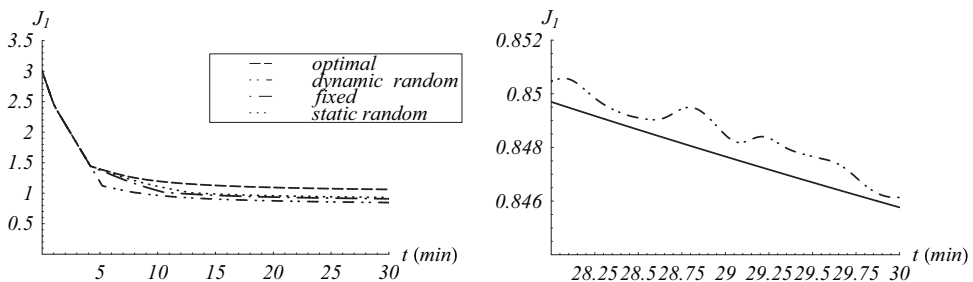 J1
3.5
3
2.5
2
1.5
1
0.5
5 10 15 20 25 30
t (min)
optimal
dynamic random
fixed
static random
J1
0.852
0.85
0.848
0.846
28.25 28.5 28.75 29 29.25 29.5 29.75 30
t (min)